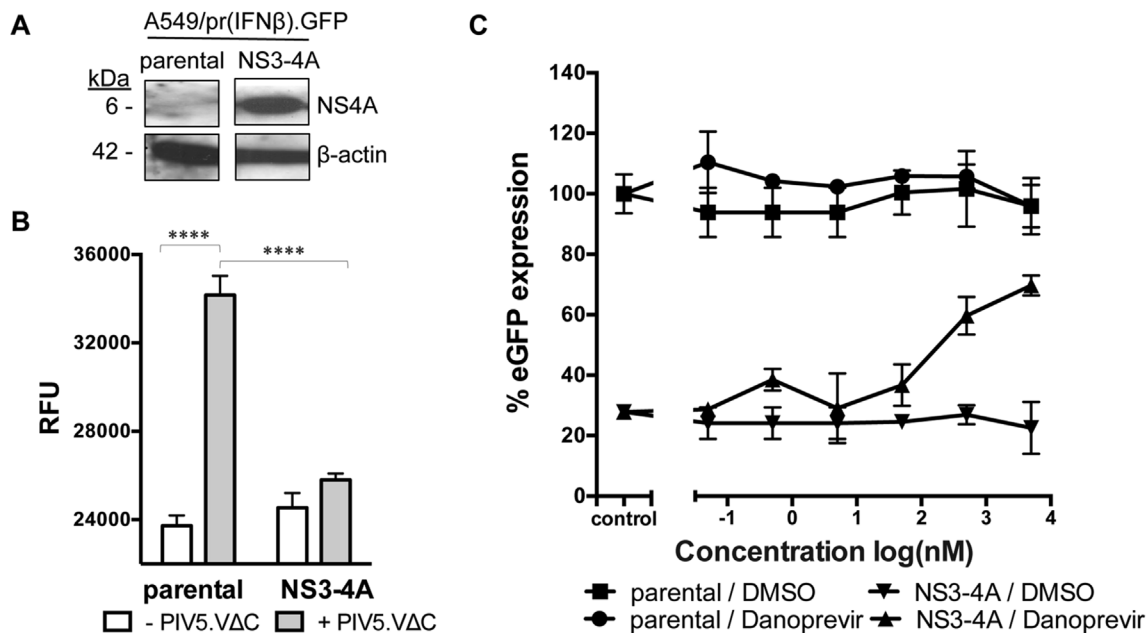 A
A549/pr(IFNβ).GFP
parental NS3-4A
kDa
6 - NS4A
42 - β-actin
B
36000
32000
28000
24000
RFU
**** ****
parental NS3-4A
- PIV5.VΔC + PIV5.VΔC
C
140
120
100
80
60
40
20
0
% eGFP expression
control -1 0 1 2 3 4
Concentration log(nM)
parental / DMSO NS3-4A / DMSO
parental / Danoprevir NS3-4A / Danoprevir